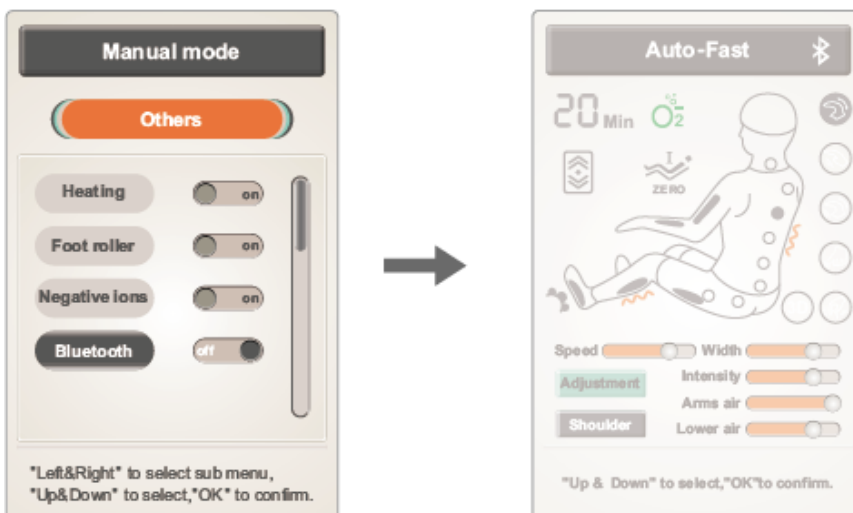 Manual mode
Others
Heating on
Foot roller on
Negative ions on
Bluetooth off
"Left&Right" to select sub menu,
"Up&Down" to select,"OK" to confirm.
Auto-Fast
20 Min O2
I
ZERO
Speed Width
Adjustment Intensity
Arms air
Shoulder Lower air
"Up & Down" to select,"OK"to confirm.